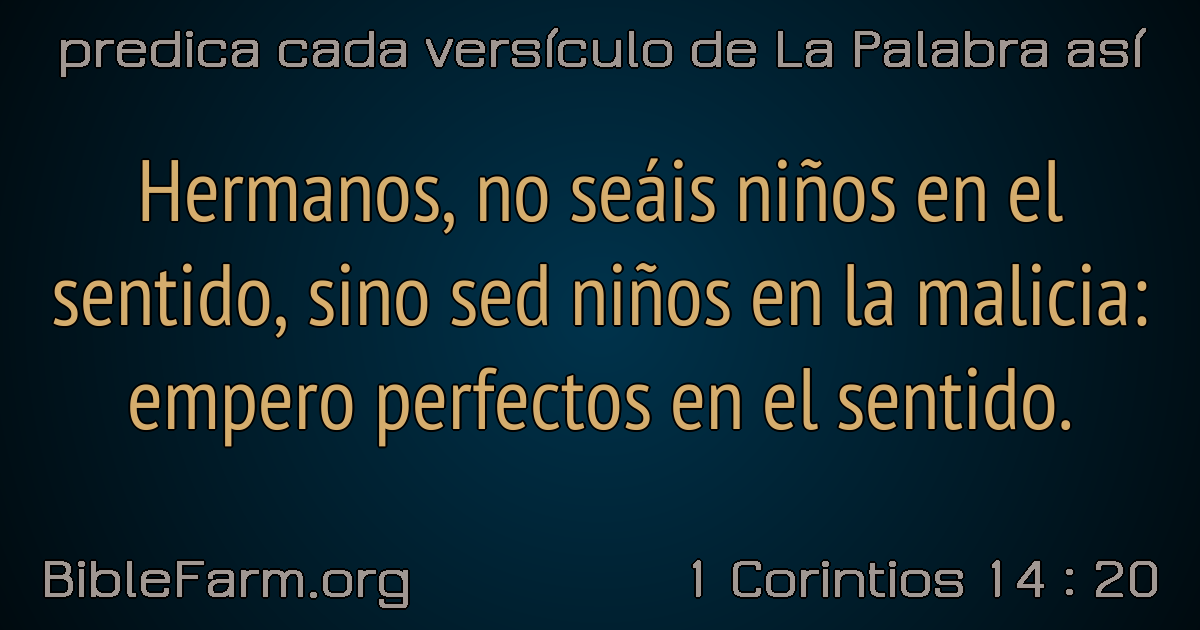 predica cada versículo de La Palabra así
Hermanos, no seáis niños en el
sentido, sino sed niños en la malicia:
empero perfectos en el sentido.
BibleFarm.org
1 Corintios 14 : 20